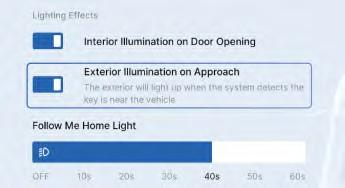 Lighting Effects
Interior Illumination on Door Opening
Exterior Illumination on Approach
The exterior will light up when the system detects the
key is near the vehicle
Follow Me Home Light
OFF 10s 20s 30s 40s 50s 60s